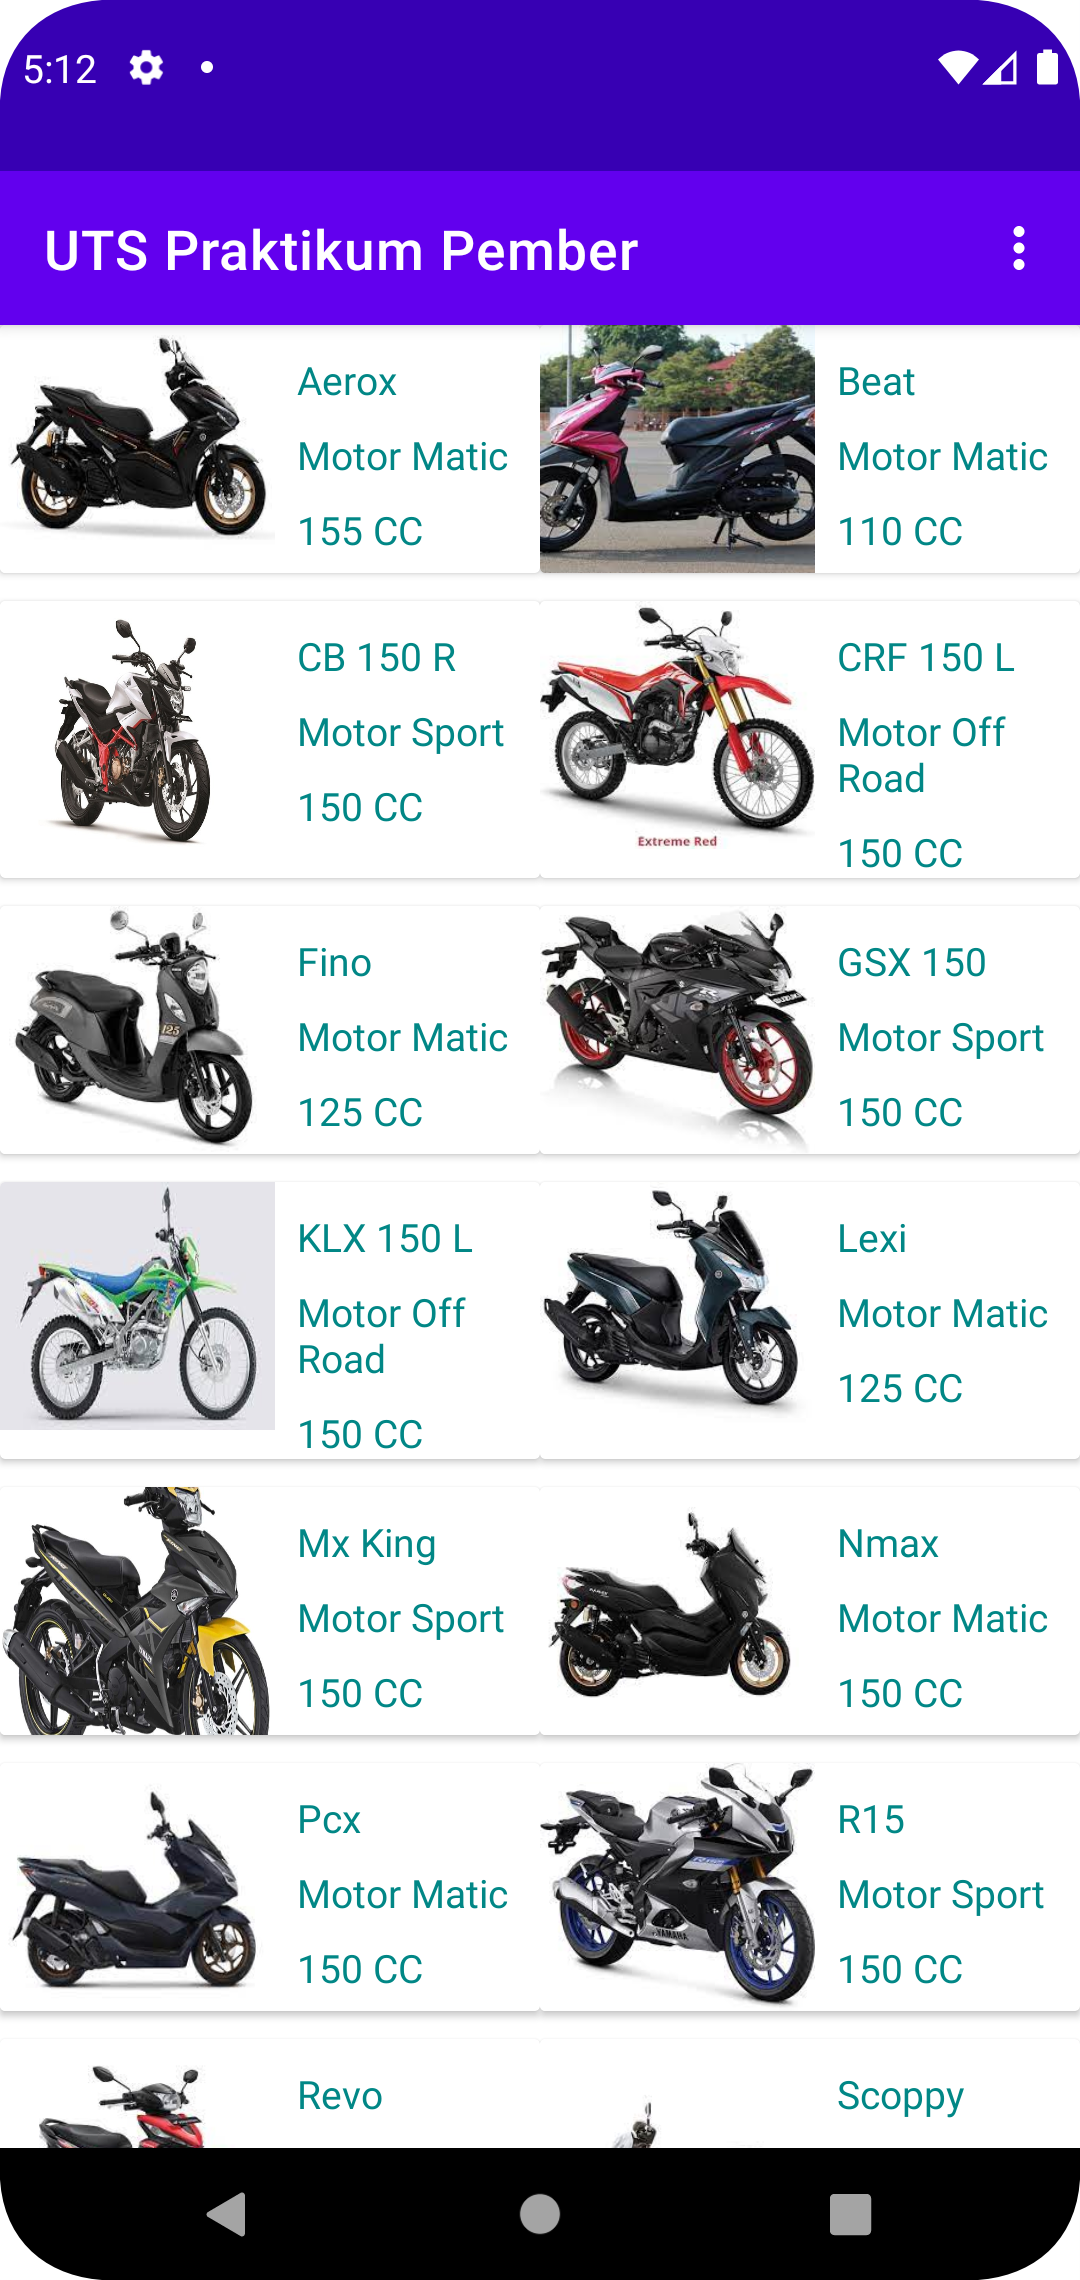 5:12
UTS Praktikum Pember
Aerox
Motor Matic
155 CC
Beat
Motor Matic
110 CC
CB 150 R
Motor Sport
150 CC
Extreme Red
CRF 150 L
Motor Off
Road
150 CC
125
Fino
Motor Matic
125 CC
SUZUKI
GSX 150
Motor Sport
150 CC
KLX 150 L
Motor Off
Road
150 CC
Lexi
Motor Matic
125 CC
Mx King
Motor Sport
150 CC
Nmax
Motor Matic
150 CC
Pcx
Motor Matic
150 CC
YAMAHA
R15
Motor Sport
150 CC
Revo
Scoppy